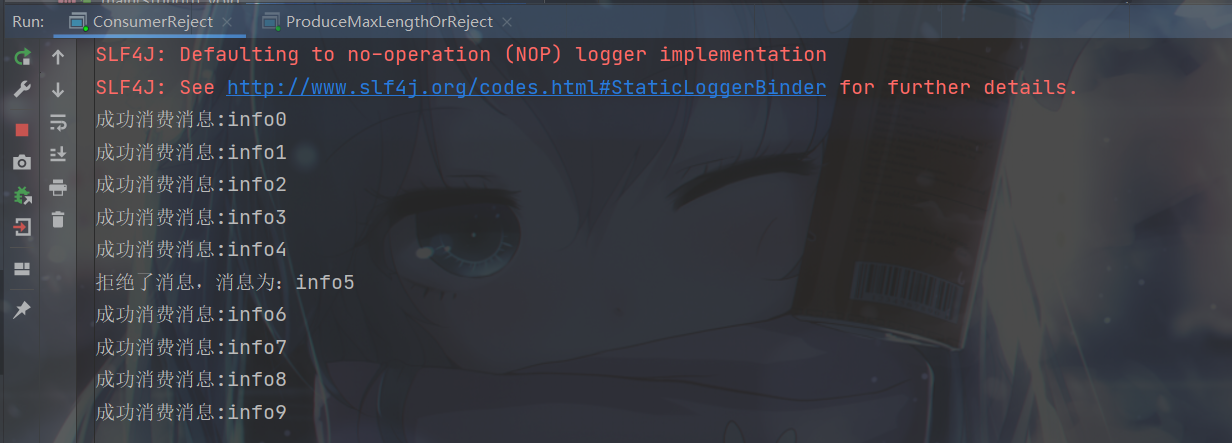 Run:
ConsumerReject
ProduceMaxLengthOrReject
SLF4J: Defaulting to no-operation (NOP) logger implementation
SLF4J: See http://www.slf4j.org/codes.html#StaticLoggerBinder for further details.
成功消费消息:info0
成功消费消息:info1
成功消费消息:info2
成功消费消息:info3
成功消费消息:info4
拒绝了消息，消息为：info5
成功消费消息:info6
成功消费消息:info7
成功消费消息:info8
成功消费消息:info9